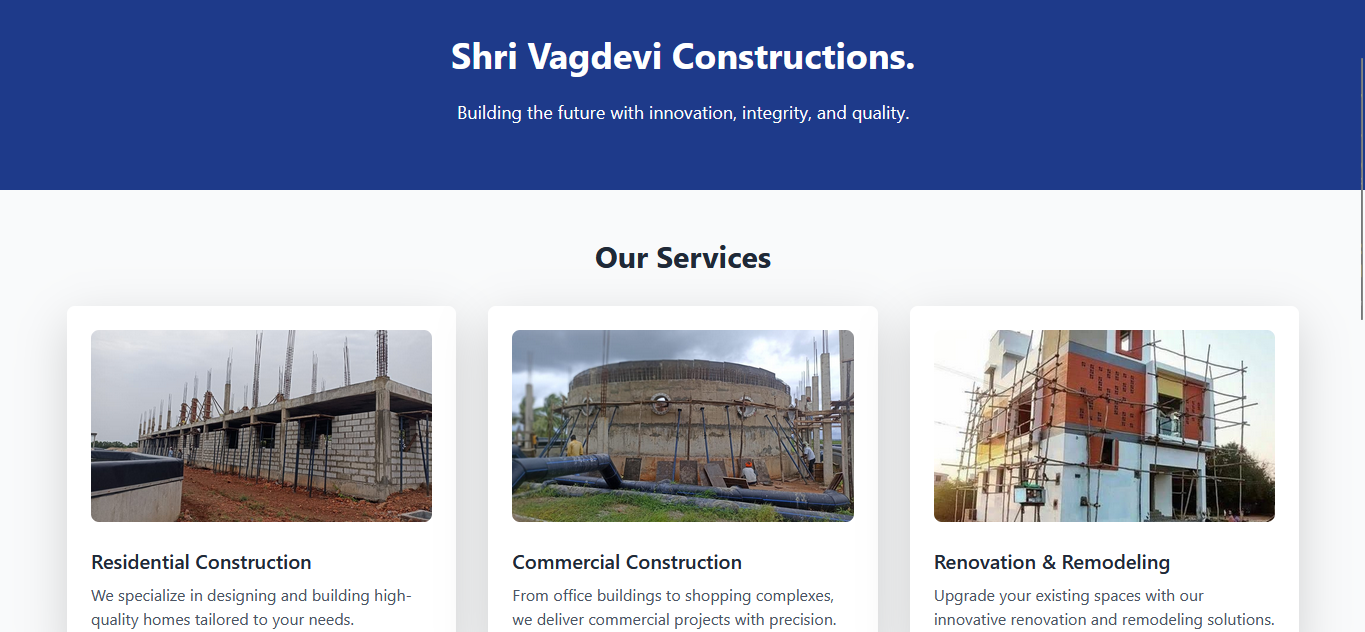 Shri Vagdevi Constructions.
Building the future with innovation, integrity, and quality.
Our Services
Residential Construction
We specialize in designing and building high-
quality homes tailored to your needs.
Commercial Construction
From office buildings to shopping complexes,
we deliver commercial projects with precision.
Renovation & Remodeling
Upgrade your existing spaces with our
innovative renovation and remodeling solutions.